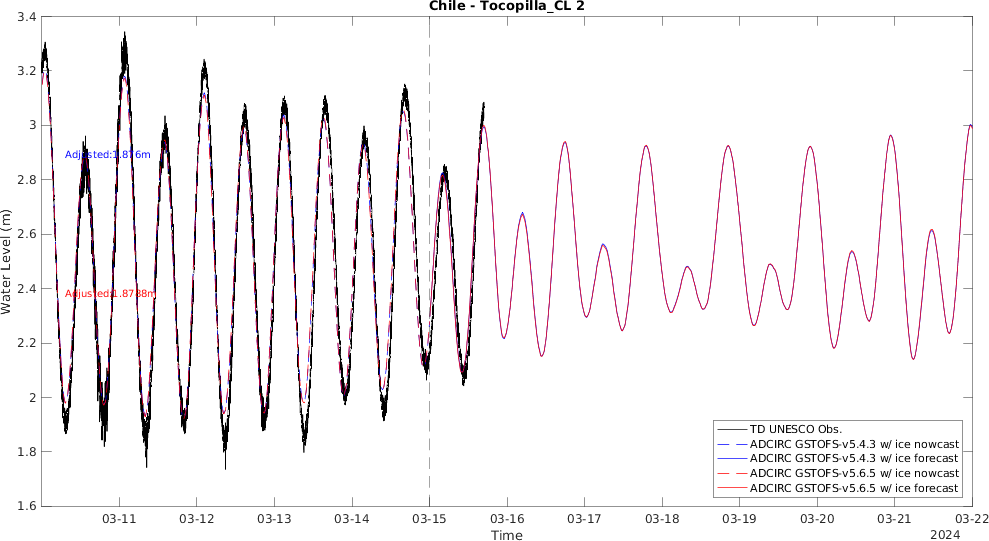 Chile - Tocopilla_CL 2
3.4
3.2
3
2.8
2.6
2.4
2.2
2
1.8
1.6
Water Level (m)
Adjusted:1.876m
Adjusted:1.8788m
03-11
03-12
03-13
03-14
03-15
03-16
03-17
03-18
03-19
03-20
03-21
03-22
Time
2024
TD UNESCO Obs.
ADCIRC GSTOFS-v5.4.3 w/ ice nowcast
ADCIRC GSTOFS-v5.4.3 w/ ice forecast
ADCIRC GSTOFS-v5.6.5 w/ ice nowcast
ADCIRC GSTOFS-v5.6.5 w/ ice forecast